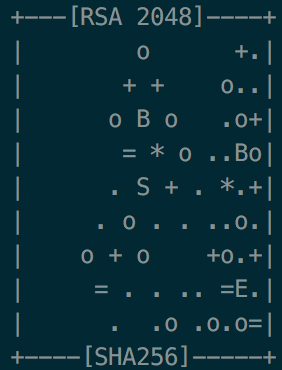 +---[RSA 2048]----+
|        o      +.|
|       + +    o..|
|      o B o   .o+|
|       = * o ..Bo|
|      . S + . *.+|
|     . o . . ..o.|
|    o + o    +o.+|
|     = . . .. =E.|
|      .  .o .o.o=|
+----[SHA256]-----+